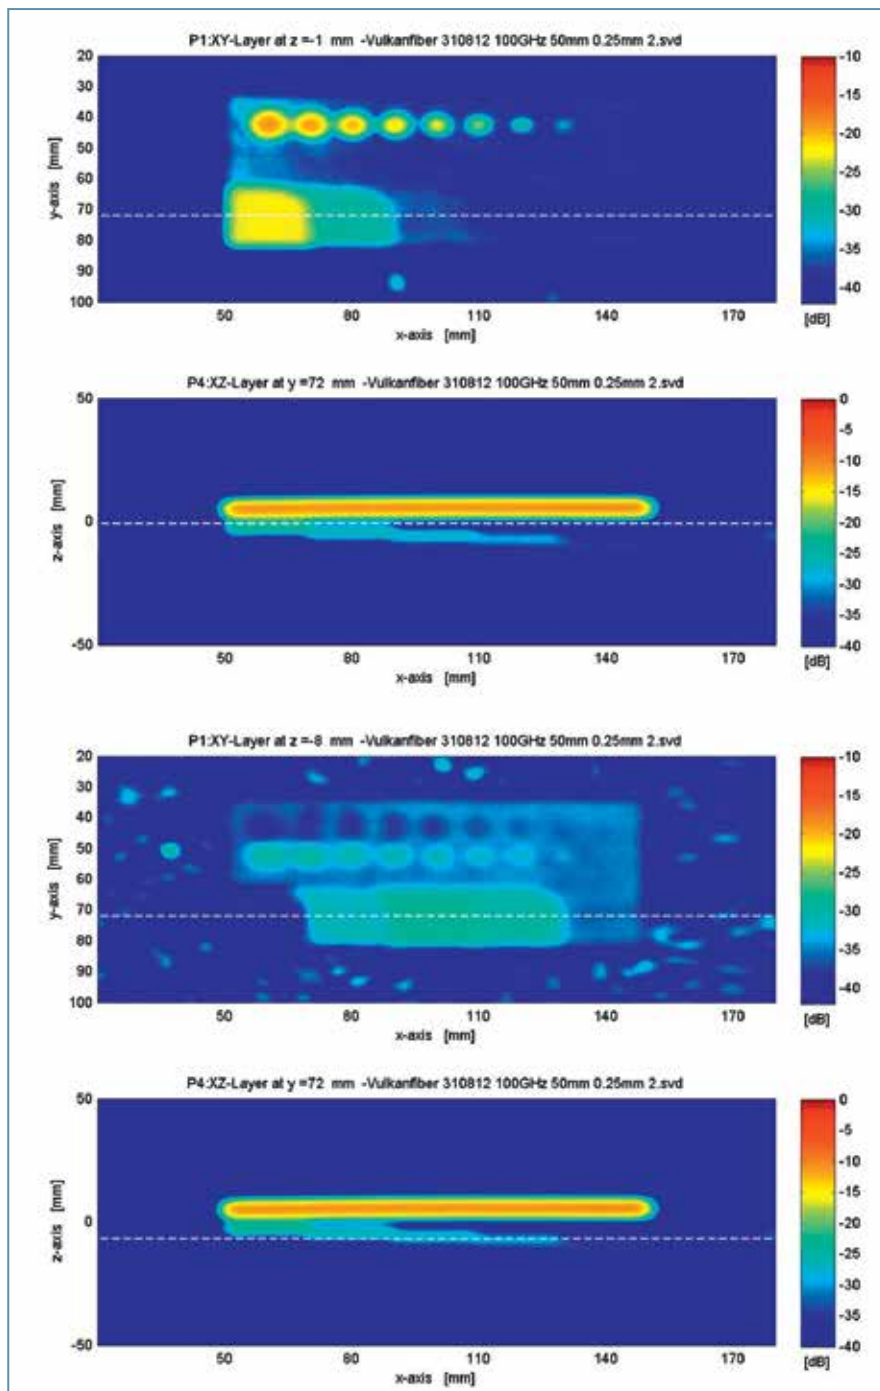 P1:XY-Layer at z =-1 mm -Vulkanfiber 310812 100GHz 50mm 0.25mm 2.svd
20
30
40
50
60
70
80
90
100
y-axis [mm]
50 80 110 140 170
x-axis [mm]
-10
-15
-20
-25
-30
-35
-40
[dB]
P4:XZ-Layer at y =72 mm -Vulkanfiber 310812 100GHz 50mm 0.25mm 2.svd
50
0
-50
z-axis [mm]
50 80 110 140 170
x-axis [mm]
0
-5
-10
-15
-20
-25
-30
-35
-40
[dB]
P1:XY-Layer at z =-8 mm -Vulkanfiber 310812 100GHz 50mm 0.25mm 2.svd
20
30
40
50
60
70
80
90
100
y-axis [mm]
50 80 110 140 170
x-axis [mm]
-10
-15
-20
-25
-30
-35
-40
[dB]
P4:XZ-Layer at y =72 mm -Vulkanfiber 310812 100GHz 50mm 0.25mm 2.svd
50
0
-50
z-axis [mm]
50 80 110 140 170
x-axis [mm]
0
-5
-10
-15
-20
-25
-30
-35
-40
[dB]